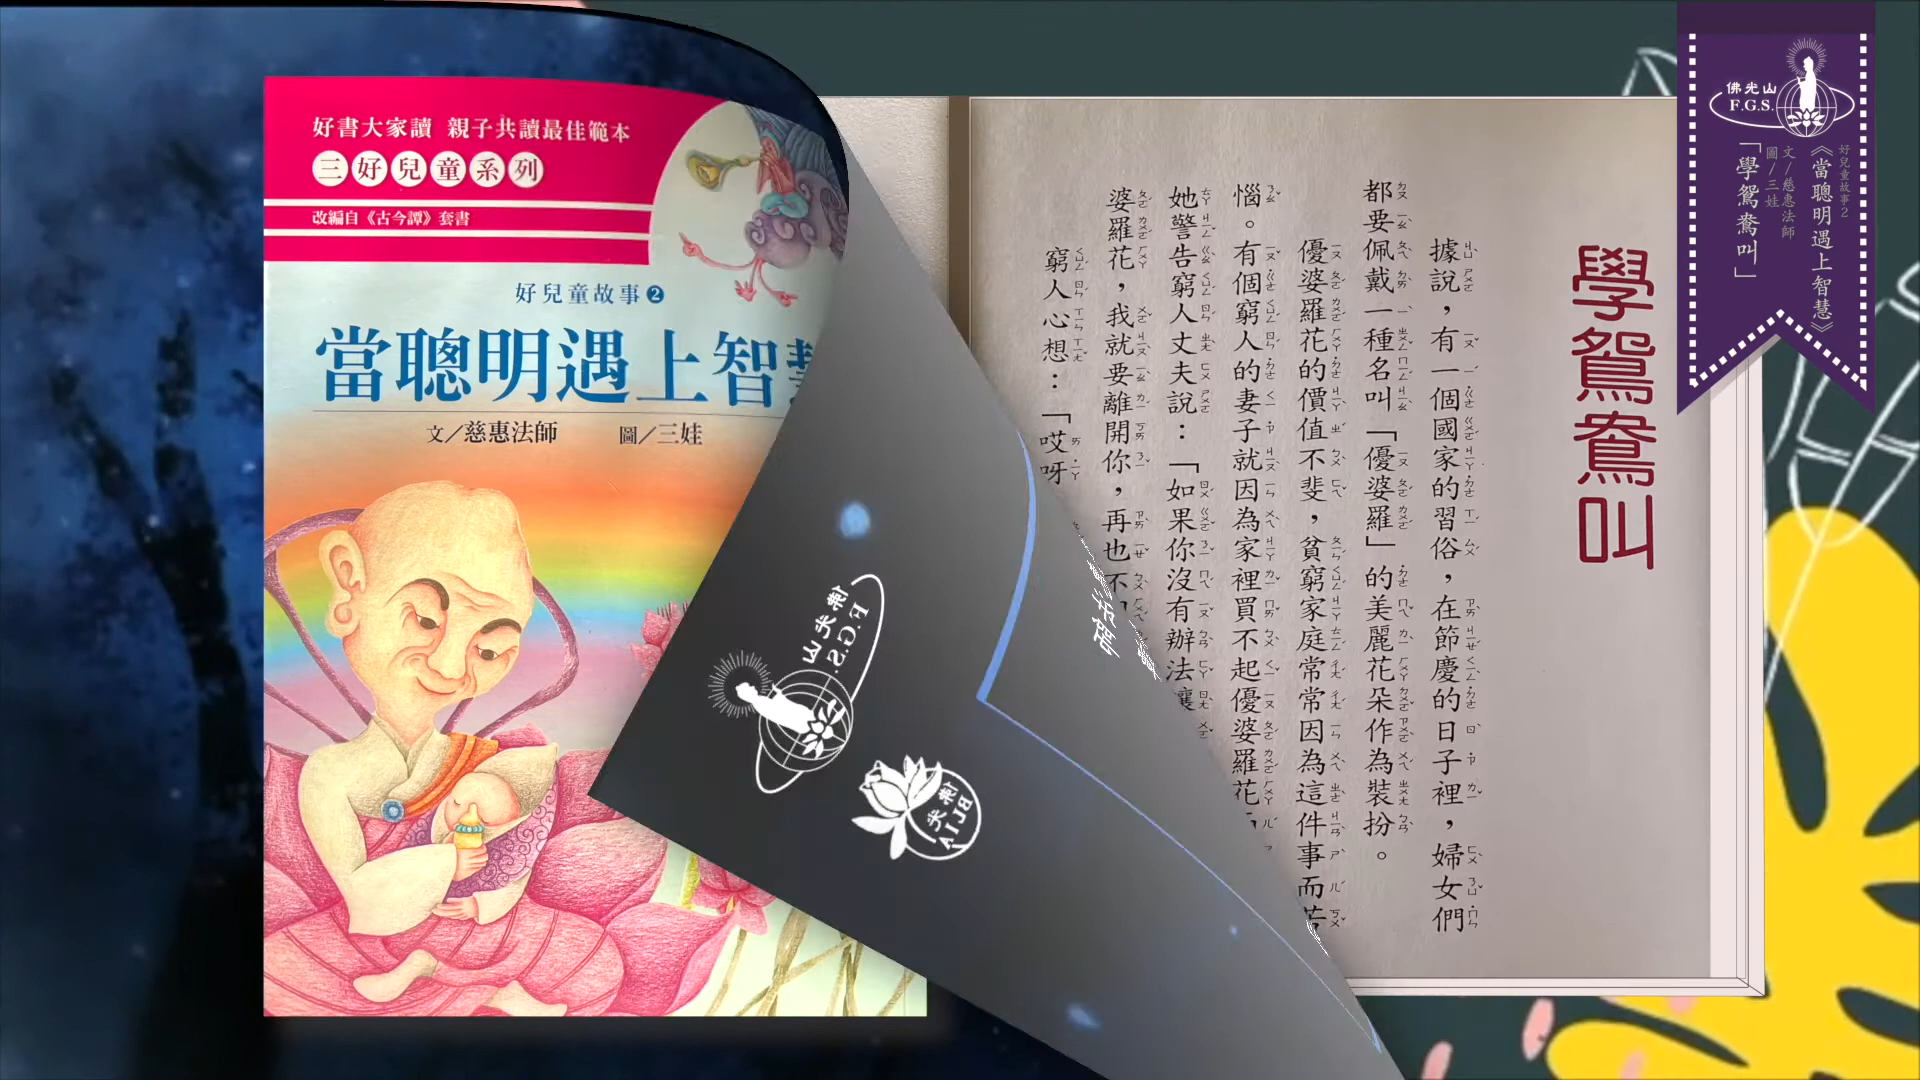 好書大家讀 親子共讀最佳範本
三好兒童系列
改編自《古今譚》套書
好兒童故事2
當聰明遇上智慧
文／慈惠法師 圖／三娃
佛光山
F.G.S.
佛光
BLIA
學鴛鴦叫
據說，有一個國家的習俗，在節慶的日子裡，婦女們
都要佩戴一種名叫「優婆羅」的美麗花朵作為裝扮。
優婆羅花的價值不斐，貧窮家庭常常因為這件事而苦
惱。有個窮人的妻子就因為家裡買不起優婆羅花而
她警告窮人丈夫說：「如果你沒有辦法讓
婆羅花，我就要離開你，再也不
窮人心想：「哎呀
佛光山
F.G.S.
好兒童故事2
《當聰明遇上智慧》
文／慈惠法師
圖／三娃
「學鴛鴦叫」